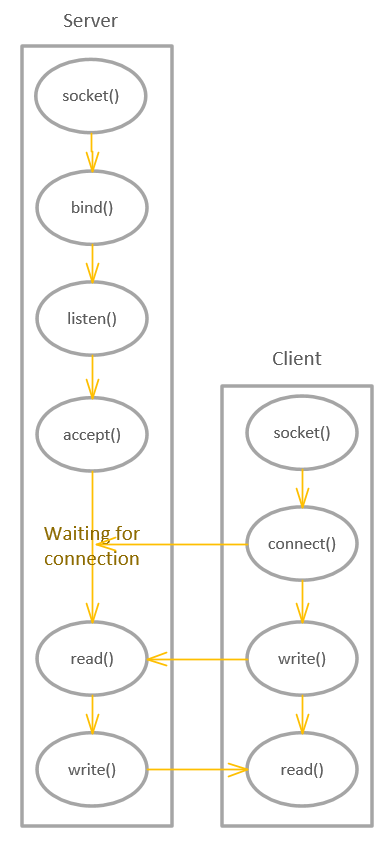 Server
socket()
bind()
listen()
accept()
Waiting for
connection
read()
write()
Client
socket()
connect()
write()
read()